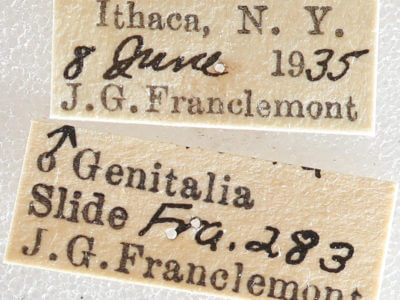 Ithaca, N. Y.
8 June 1935
J.G. Franclemont
♂ Genitalia
Slide Fra. 283
J.G. Franclemont